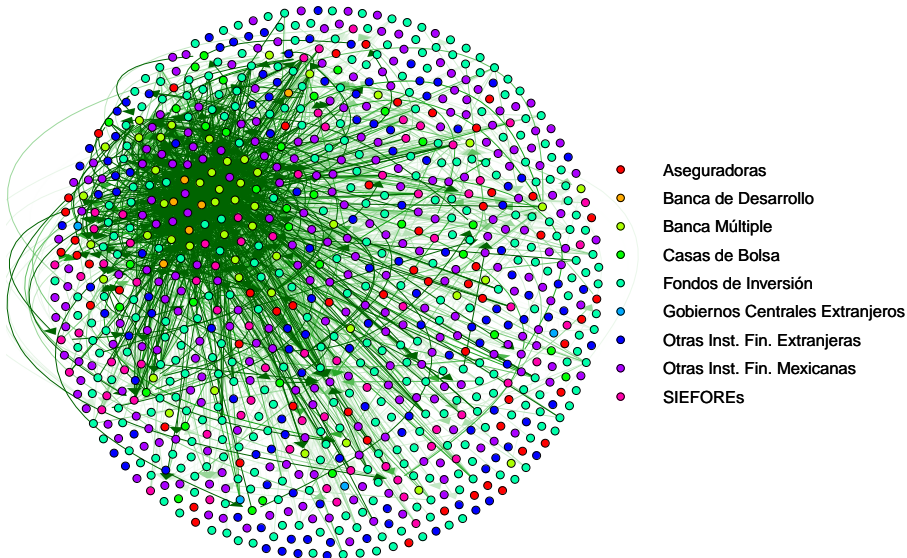 Aseguradoras
Banca de Desarrollo
Banca Múltiple
Casas de Bolsa
Fondos de Inversión
Gobiernos Centrales Extranjeros
Otras Inst. Fin. Extranjeras
Otras Inst. Fin. Mexicanas
SIEFOREs